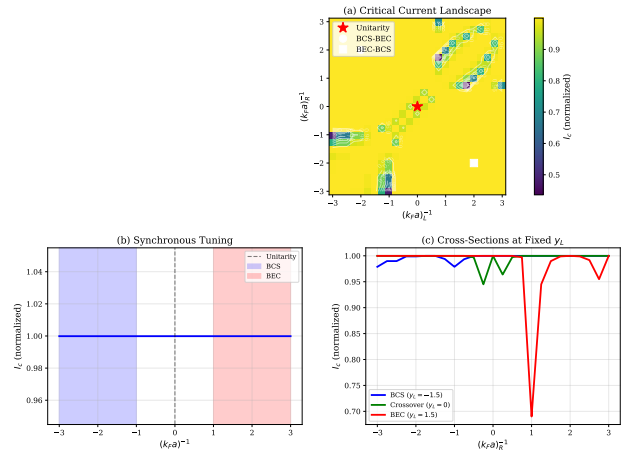 (a) Critical Current Landscape
3
2
1
0
−1
−2
−3
(k_F a)_R^{-1}
Unitarity
BCS-BEC
BEC-BCS
−3 −2 −1 0 1 2 3
(k_F a)_L^{-1}
0.9
0.8
0.7
0.6
0.5
I_c (normalized)
(b) Synchronous Tuning
1.04
1.02
1.00
0.98
0.96
I_c (normalized)
Unitarity
BCS
BEC
−3 −2 −1 0 1 2 3
(k_F a)^{-1}
(c) Cross-Sections at Fixed y_L
1.00
0.95
0.90
0.85
0.80
0.75
0.70
I_c (normalized)
BCS (y_L = −1.5)
Crossover (y_L = 0)
BEC (y_L = 1.5)
−3 −2 −1 0 1 2 3
(k_F a)_R^{-1}